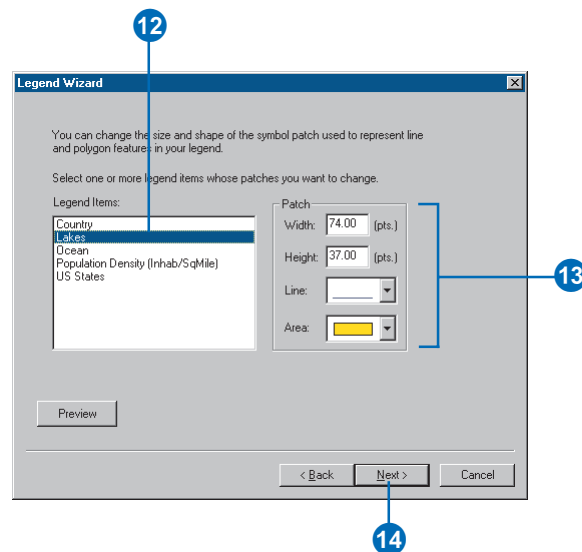 12
Legend Wizard
You can change the size and shape of the symbol patch used to represent line
and polygon features in your legend.
Select one or more legend items whose patches you want to change.
Legend Items:
Country
Lakes
Ocean
Population Density (Inhab/SqMile)
US States
Patch
Width: 74.00 (pts.)
Height: 37.00 (pts.)
Line:
Area:
13
Preview
< Back
Next >
Cancel
14